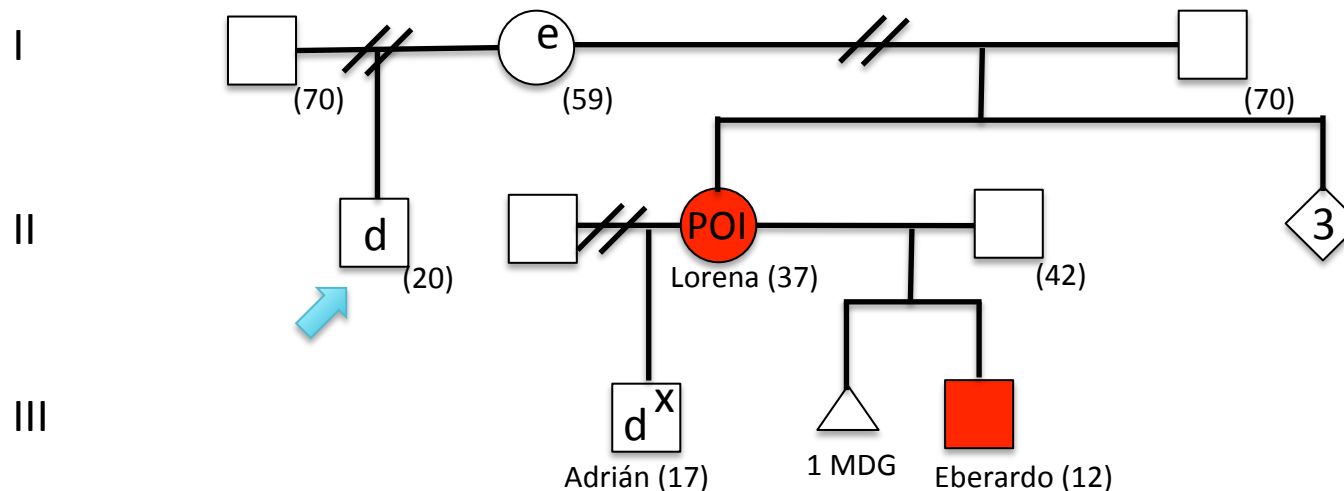 I
e
(70)
(59)
(70)
II
d
POI
3
(20)
Lorena (37)
(42)
III
d x
Adrián (17)
1 MDG
Eberardo (12)